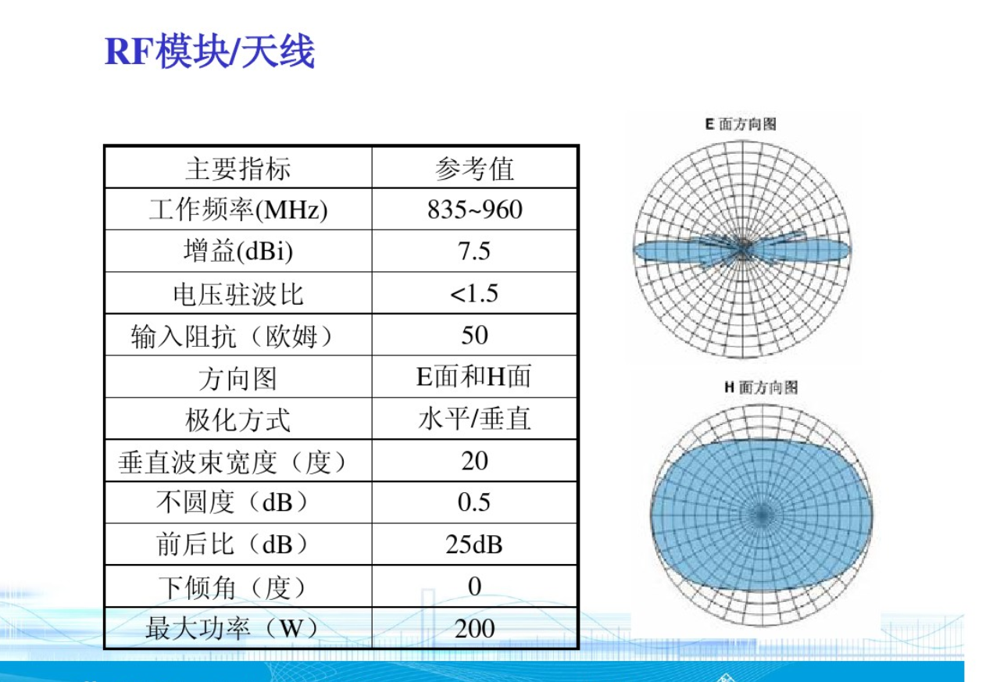 RF模块/天线
主要指标 参考值
工作频率(MHz) 835~960
增益(dBi) 7.5
电压驻波比 <1.5
输入阻抗（欧姆） 50
方向图 E面和H面
极化方式 水平/垂直
垂直波束宽度（度） 20
不圆度（dB） 0.5
前后比（dB） 25dB
下倾角（度） 0
最大功率（W） 200
E 面方向图
H 面方向图